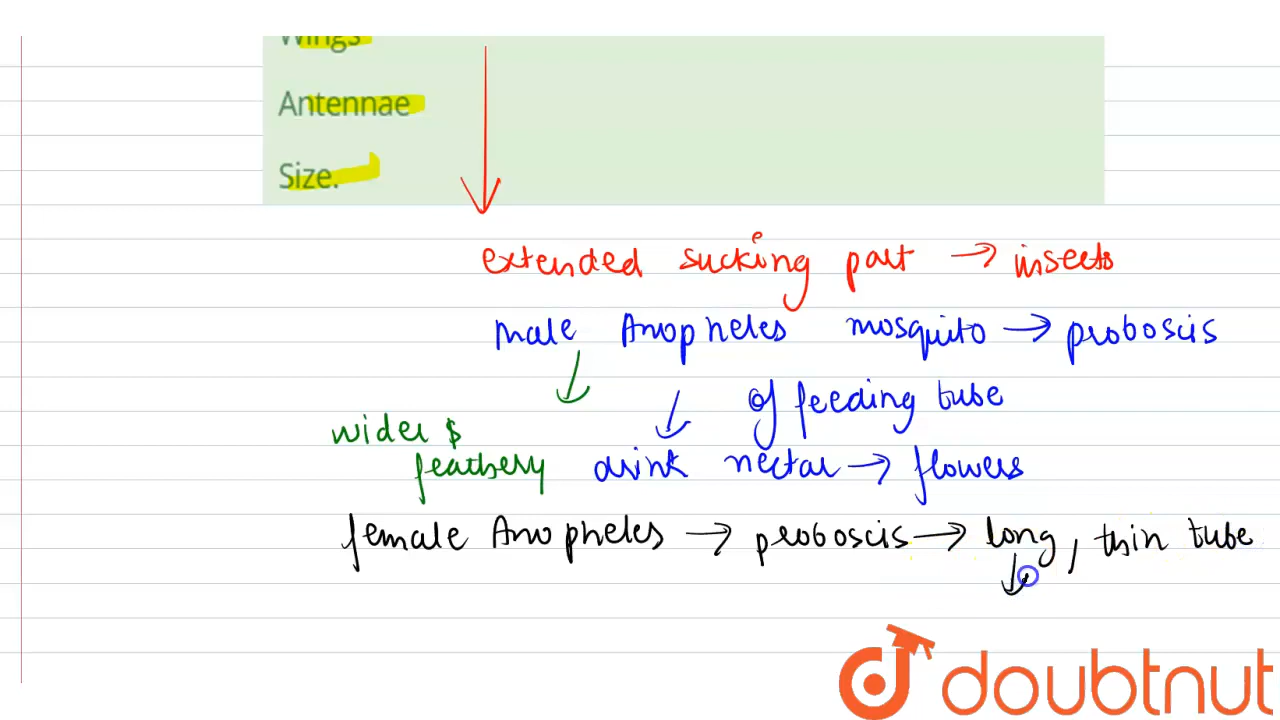 Wings
Antennae
Size.
extended sucking part → insects
male Anopheles mosquito → proboscis
of feeding tube
wider $
feathery drink nectar → flowers
female Anopheles → proboscis → long, thin tube
doubtnut